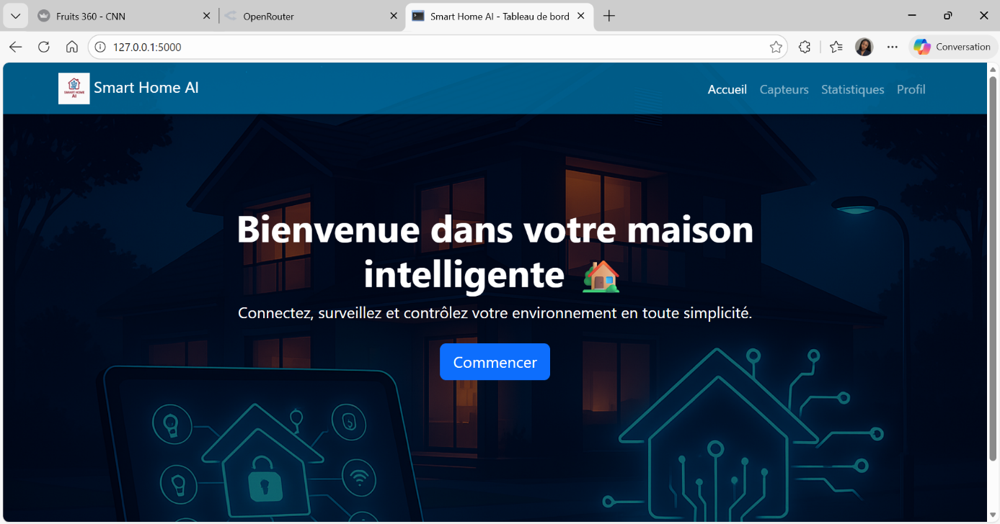 Fruits 360 - CNN
OpenRouter
Smart Home AI - Tableau de bord
127.0.0.1:5000
Conversation
SMART HOME
AI
Smart Home AI
Accueil Capteurs Statistiques Profil
Bienvenue dans votre maison
intelligente 🏡
Connectez, surveillez et contrôlez votre environnement en toute simplicité.
Commencer